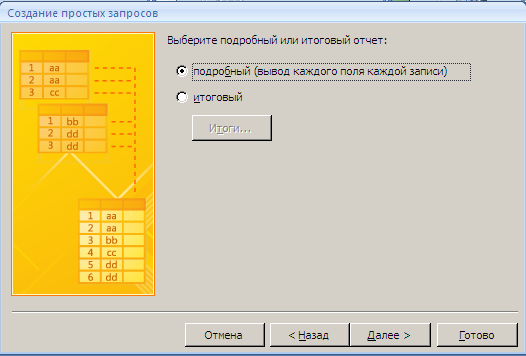 Создание простых запросов
Выберите подробный или итоговый отчет:
подробный (вывод каждого поля каждой записи)
итоговый
Итоги...
1 aa
2 aa
3 cc
1 bb
2 dd
3 dd
1 aa
2 aa
3 bb
4 cc
5 dd
6 dd
Отмена
< Назад
Далее >
Готово